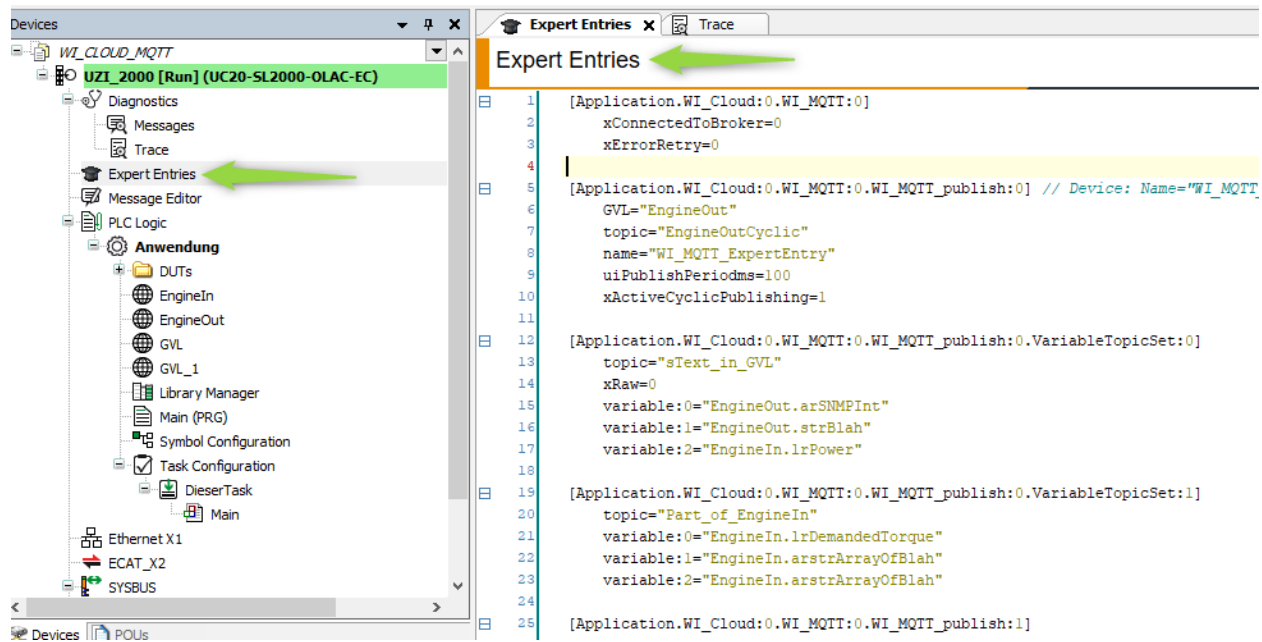 Devices
WI_CLOUD_MQTT
UZI_2000 [Run] (UC20-SL2000-OLAC-EC)
Diagnostics
Messages
Trace
Expert Entries
Message Editor
PLC Logic
Anwendung
DUTs
EngineIn
EngineOut
GVL
GVL_1
Library Manager
Main (PRG)
Symbol Configuration
Task Configuration
DieserTask
Main
Ethernet X1
ECAT_X2
SYSBUS
Devices POUs
Expert Entries Trace
Expert Entries
1 [Application.WI_Cloud:0.WI_MQTT:0]
2 xConnectedToBroker=0
3 xErrorRetry=0
4
5 [Application.WI_Cloud:0.WI_MQTT:0.WI_MQTT_publish:0] // Device: Name="WI_MQTT_
6 GVL="EngineOut"
7 topic="EngineOutCyclic"
8 name="WI_MQTT_ExpertEntry"
9 uiPublishPeriodms=100
10 xActiveCyclicPublishing=1
11
12 [Application.WI_Cloud:0.WI_MQTT:0.WI_MQTT_publish:0.VariableTopicSet:0]
13 topic="sText_in_GVL"
14 xRaw=0
15 variable:0="EngineOut.arSNMPInt"
16 variable:1="EngineOut.strBlah"
17 variable:2="EngineIn.lrPower"
18
19 [Application.WI_Cloud:0.WI_MQTT:0.WI_MQTT_publish:0.VariableTopicSet:1]
20 topic="Part_of_EngineIn"
21 variable:0="EngineIn.lrDemandedTorque"
22 variable:1="EngineIn.arstrArrayOfBlah"
23 variable:2="EngineIn.arstrArrayOfBlah"
24
25 [Application.WI_Cloud:0.WI_MQTT:0.WI_MQTT_publish:1]